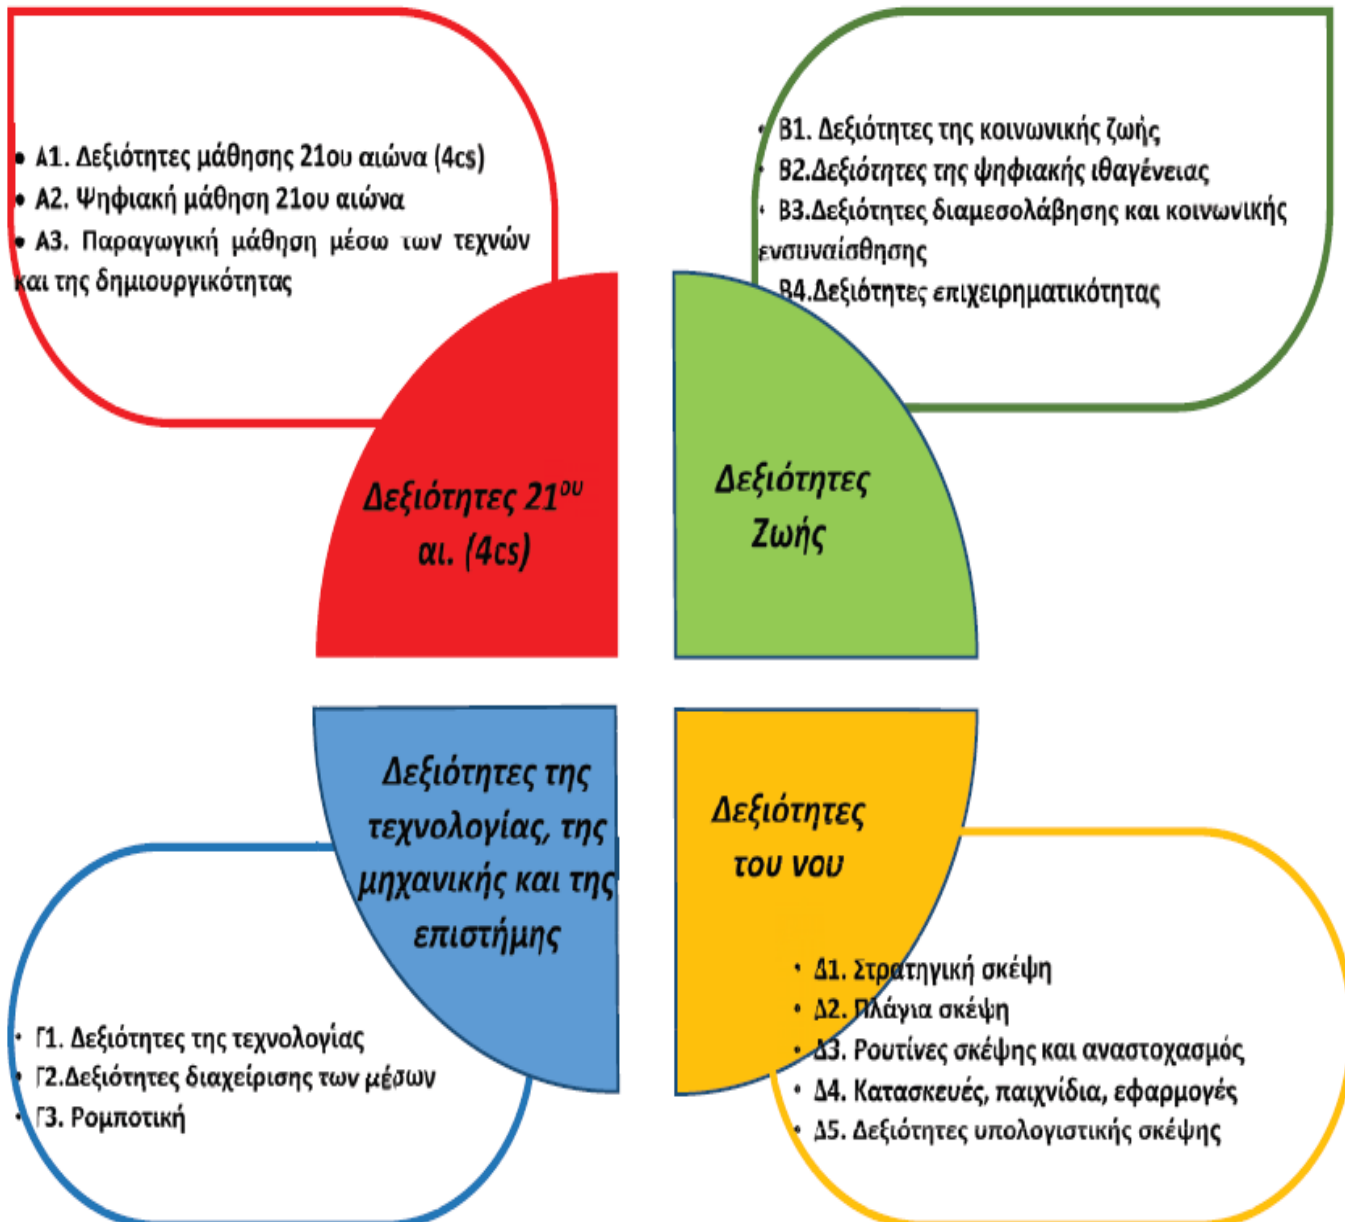 • Α1. Δεξιότητες μάθησης 21ου αιώνα (4cs)
• Α2. Ψηφιακή μάθηση 21ου αιώνα
• Α3. Παραγωγική μάθηση μέσω των τεχνών
και της δημιουργικότητας
• Β1. Δεξιότητες της κοινωνικής ζωής
• Β2.Δεξιότητες της ψηφιακής ιθαγένειας
• Β3.Δεξιότητες διαμεσολάβησης και κοινωνικής
ενσυναίσθησης
Β4.Δεξιότητες επιχειρηματικότητας
Δεξιότητες 21ου
αι. (4cs)
Δεξιότητες
Ζωής
Δεξιότητες της
τεχνολογίας, της
μηχανικής και της
επιστήμης
Δεξιότητες
του νου
• Γ1. Δεξιότητες της τεχνολογίας
• Γ2.Δεξιότητες διαχείρισης των μέσων
• Γ3. Ρομποτική
• Δ1. Στρατηγική σκέψη
• Δ2. Πλάγια σκέψη
• Δ3. Ρουτίνες σκέψης και αναστοχασμός
• Δ4. Κατασκευές, παιχνίδια, εφαρμογές
• Δ5. Δεξιότητες υπολογιστικής σκέψης